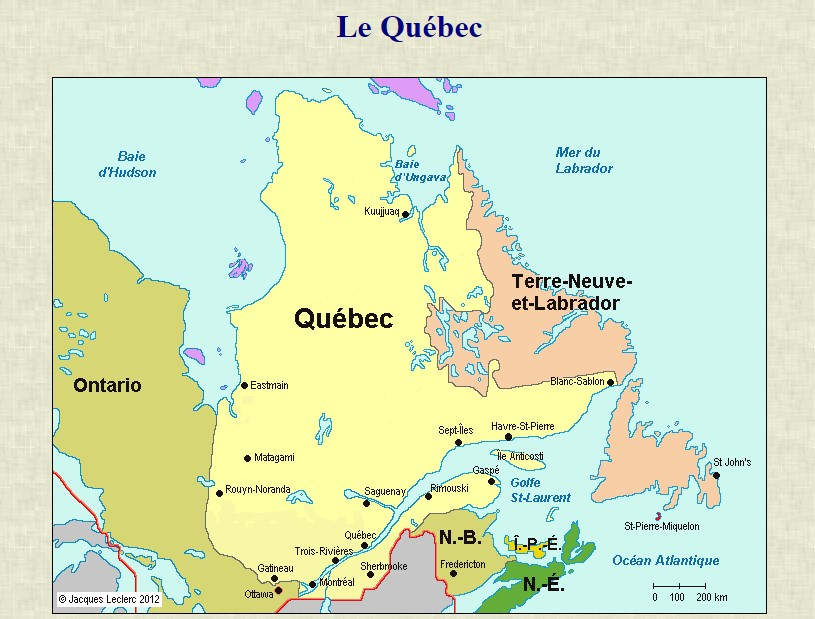 Le Québec
Baie
d'Hudson
Mer du
Labrador
Baie
d'Ungava
Kuujjuaq
Terre-Neuve-
et-Labrador
Québec
Ontario
Eastmain
Blanc-Sablon
Havre-St-Pierre
Sept-Îles
Île Anticosti
Matagami
St John's
Gaspé
Golfe
St-Laurent
Rouyn-Noranda
Saguenay
Rimouski
St-Pierre-Miquelon
Québec
N.-B.
Î.-P.-É.
Trois-Rivières
Océan Atlantique
Gatineau
Sherbrooke
Fredericton
Montréal
N.-É.
Ottawa
0 100 200 km
© Jacques Leclerc 2012